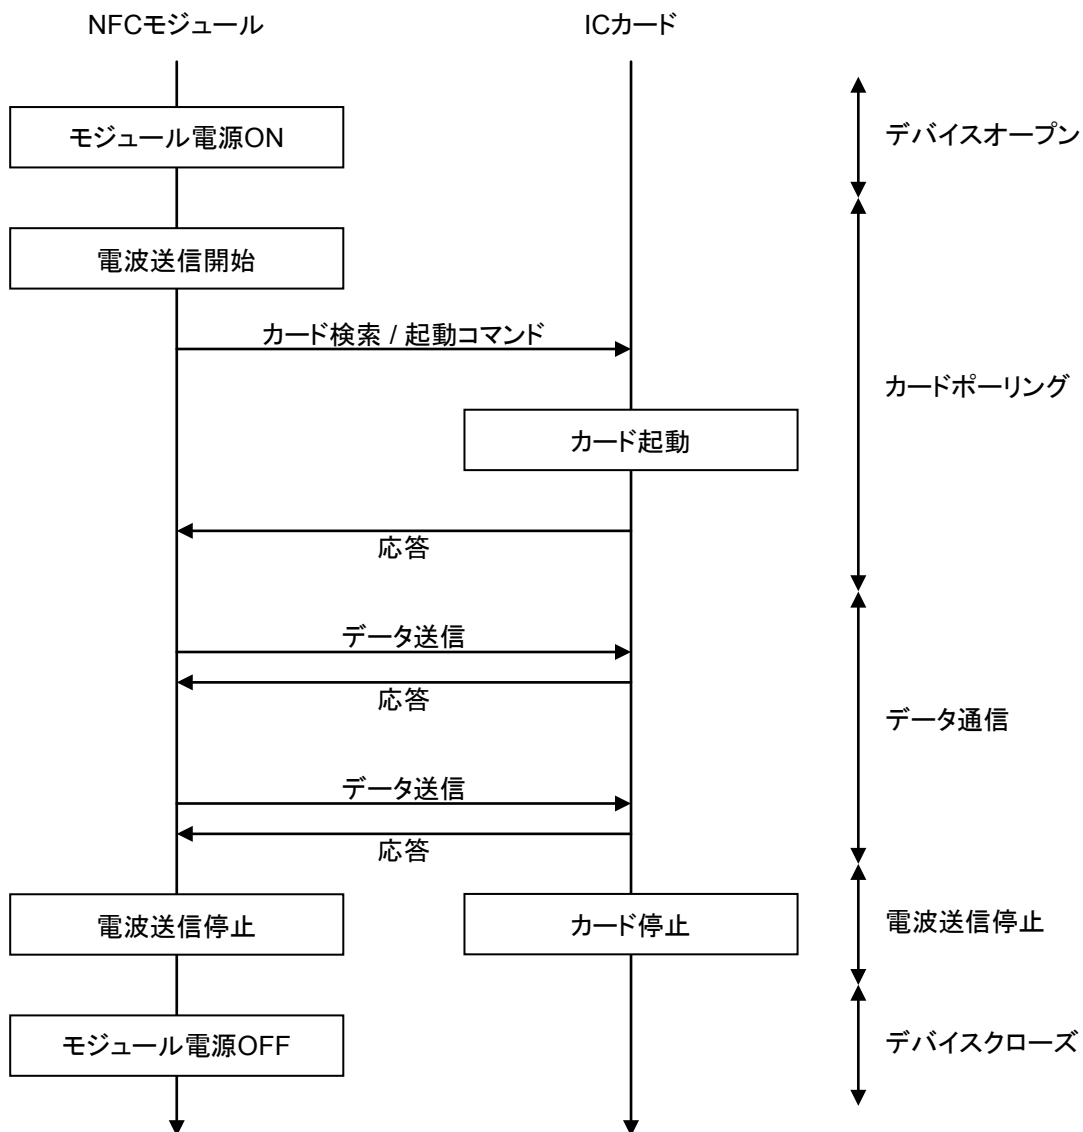 NFCモジュール
ICカード
モジュール電源ON
デバイスオープン
電波送信開始
カード検索 / 起動コマンド
カードポーリング
カード起動
応答
データ送信
応答
データ通信
データ送信
応答
電波送信停止
カード停止
電波送信停止
モジュール電源OFF
デバイスクローズ